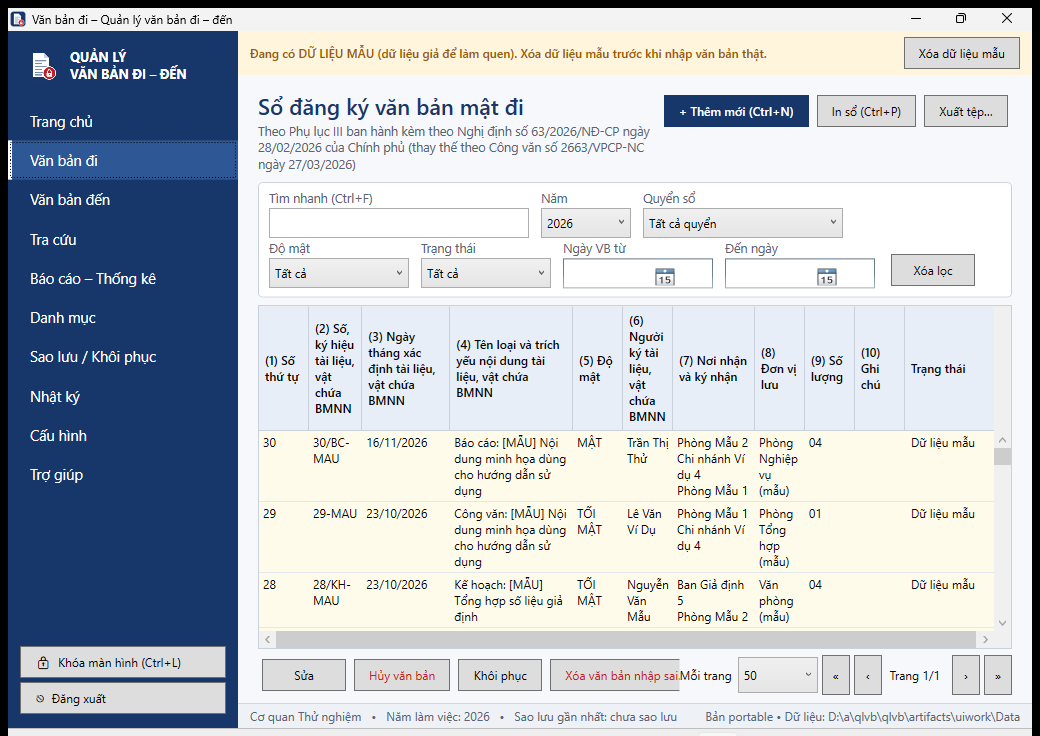 Văn bản đi – Quản lý văn bản đi – đến
QUẢN LÝ
VĂN BẢN ĐI – ĐẾN
Trang chủ
Văn bản đi
Văn bản đến
Tra cứu
Báo cáo – Thống kê
Danh mục
Sao lưu / Khôi phục
Nhật ký
Cấu hình
Trợ giúp
Khóa màn hình (Ctrl+L)
Đăng xuất
Đang có DỮ LIỆU MẪU (dữ liệu giả để làm quen). Xóa dữ liệu mẫu trước khi nhập văn bản thật.
Xóa dữ liệu mẫu
Sổ đăng ký văn bản mật đi
Theo Phụ lục III ban hành kèm theo Nghị định số 63/2026/NĐ-CP ngày
28/02/2026 của Chính phủ (thay thế theo Công văn số 2663/VPCP-NC
ngày 27/03/2026)
+ Thêm mới (Ctrl+N)
In sổ (Ctrl+P)
Xuất tệp...
Tìm nhanh (Ctrl+F)
Năm
2026
Quyển sổ
Tất cả quyển
Độ mật
Tất cả
Trạng thái
Tất cả
Ngày VB từ
15
Đến ngày
15
Xóa lọc
(1) Số
thứ tự
(2) Số,
ký hiệu
tài liệu,
vật
chứa
BMNN
(3) Ngày
tháng xác
định tài liệu,
vật chứa
BMNN
(4) Tên loại và trích
yếu nội dung tài
liệu, vật chứa
BMNN
(5) Độ
mật
(6)
Người
ký tài
liệu,
vật
chứa
BMNN
(7) Nơi nhận
và ký nhận
(8)
Đơn vị
lưu
(9) Số
lượng
(10)
Ghi
chú
Trạng thái
30
30/BC-
MAU
16/11/2026
Báo cáo: [MẪU] Nội
dung minh họa dùng
cho hướng dẫn sử
dụng
MẬT
Trần Thị
Thử
Phòng Mẫu 2
Chi nhánh Ví
dụ 4
Phòng Mẫu 1
Phòng
Nghiệp
vụ
(mẫu)
04
Dữ liệu mẫu
29
29-MAU
23/10/2026
Công văn: [MẪU] Nội
dung minh họa dùng
cho hướng dẫn sử
dụng
TỐI
MẬT
Lê Văn
Ví Dụ
Phòng Mẫu 1
Chi nhánh Ví
dụ 4
Phòng
Tổng
hợp
(mẫu)
01
Dữ liệu mẫu
28
28/KH-
MAU
23/10/2026
Kế hoạch: [MẪU]
Tổng hợp số liệu giả
định
TỐI
MẬT
Nguyễn
Văn
Mẫu
Ban Giả định
5
Phòng Mẫu 2
Văn
phòng
(mẫu)
04
Dữ liệu mẫu
Sửa
Hủy văn bản
Khôi phục
Xóa văn bản nhập sai
Mỗi trang
50
«
‹
Trang 1/1
›
»
Cơ quan Thử nghiệm • Năm làm việc: 2026 • Sao lưu gần nhất: chưa sao lưu
Bản portable • Dữ liệu: D:\a\qlvb\qlvb\artifacts\uiwork\Data